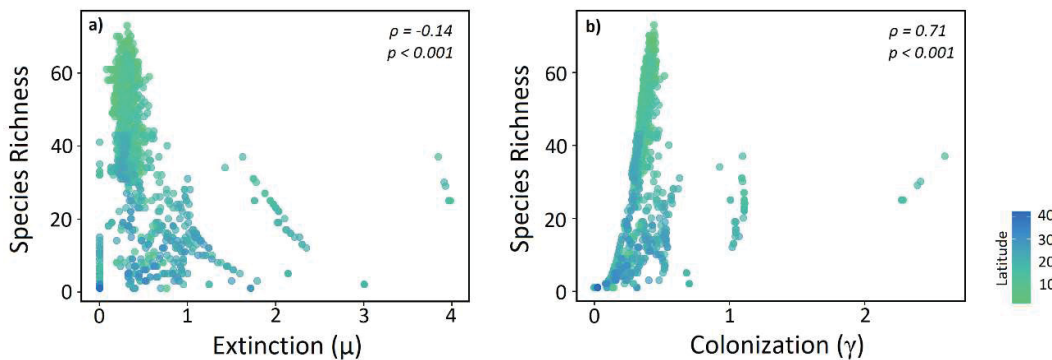 a)
ρ = -0.14
p < 0.001
Species Richness
60
40
20
0
0 1 2 3 4
Extinction (μ)
b)
ρ = 0.71
p < 0.001
Species Richness
60
40
20
0
0 1 2
Colonization (γ)
Latitude
40
30
20
10